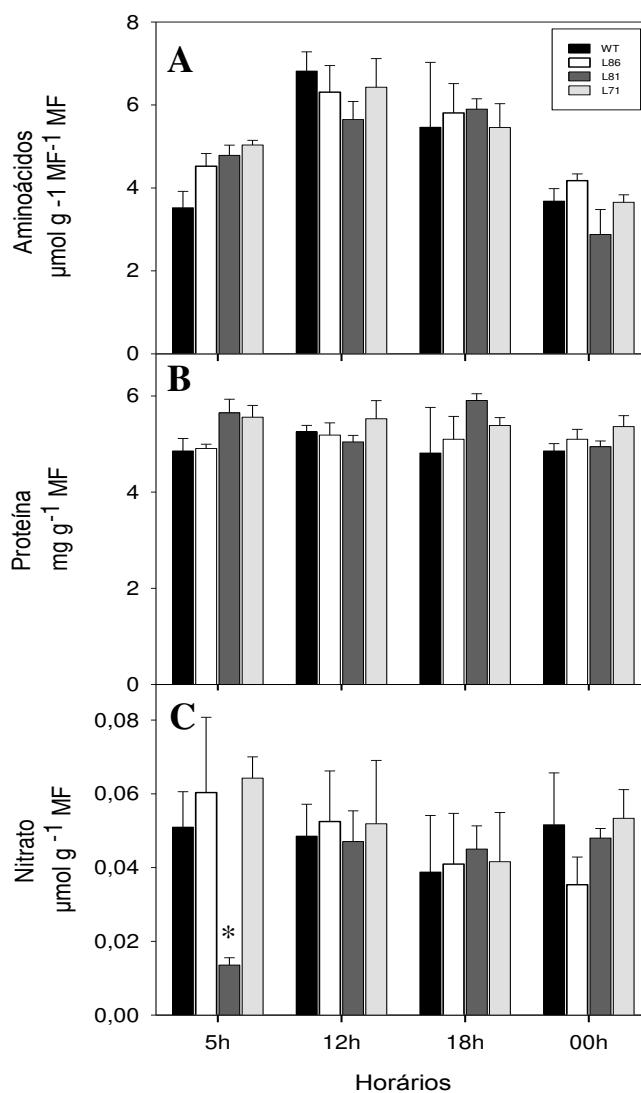 A
WT
L86
L81
L71
Aminoácidos
µmol g -1 MF-1 MF
8
6
4
2
0
B
Proteína
mg g-1 MF
6
4
2
0
C
Nitrato
µmol g-1 MF
0,08
0,06
0,04
0,02
0,00
*
5h 12h 18h 00h
Horários